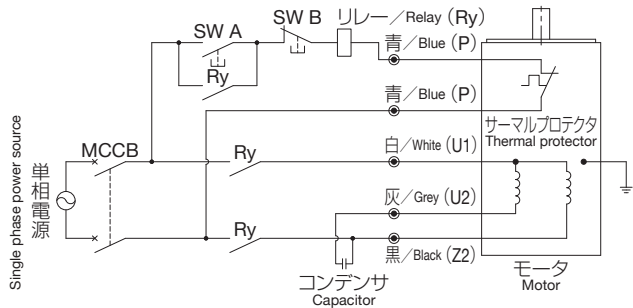 SW B
リレー/Relay (Ry)
SW A
青/Blue (P)
Ry
青/Blue (P)
サーマルプロテクタ
Thermal protector
MCCB
Ry
白/White (U1)
Single phase power source
単相電源
灰/Grey (U2)
Ry
黒/Black (Z2)
コンデンサ
Capacitor
モータ
Motor